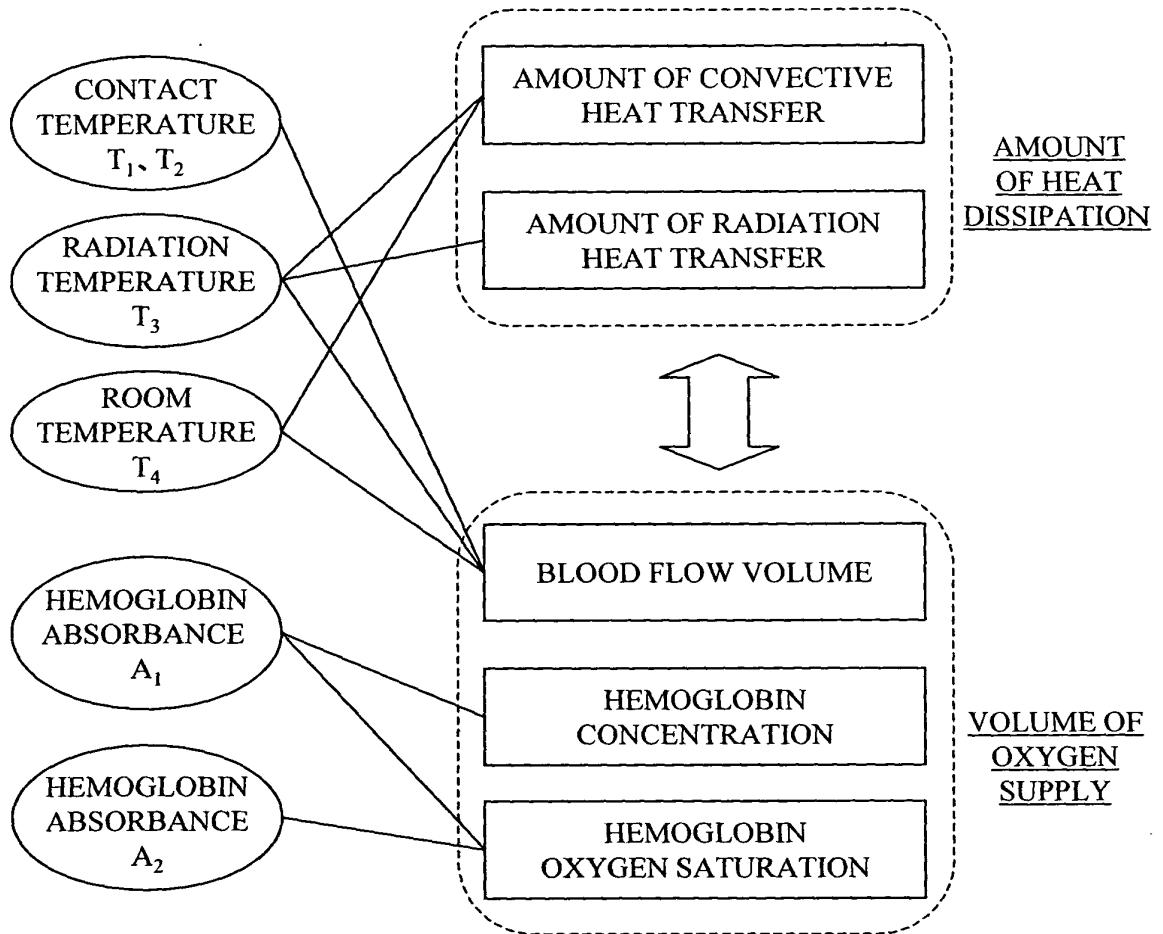 CONTACT
TEMPERATURE
T₁、T₂
RADIATION
TEMPERATURE
T₃
ROOM
TEMPERATURE
T₄
HEMOGLOBIN
ABSORBANCE
A₁
HEMOGLOBIN
ABSORBANCE
A₂
AMOUNT OF CONVECTIVE
HEAT TRANSFER
AMOUNT OF RADIATION
HEAT TRANSFER
AMOUNT
OF HEAT
DISSIPATION
BLOOD FLOW VOLUME
HEMOGLOBIN
CONCENTRATION
HEMOGLOBIN
OXYGEN SATURATION
VOLUME OF
OXYGEN
SUPPLY